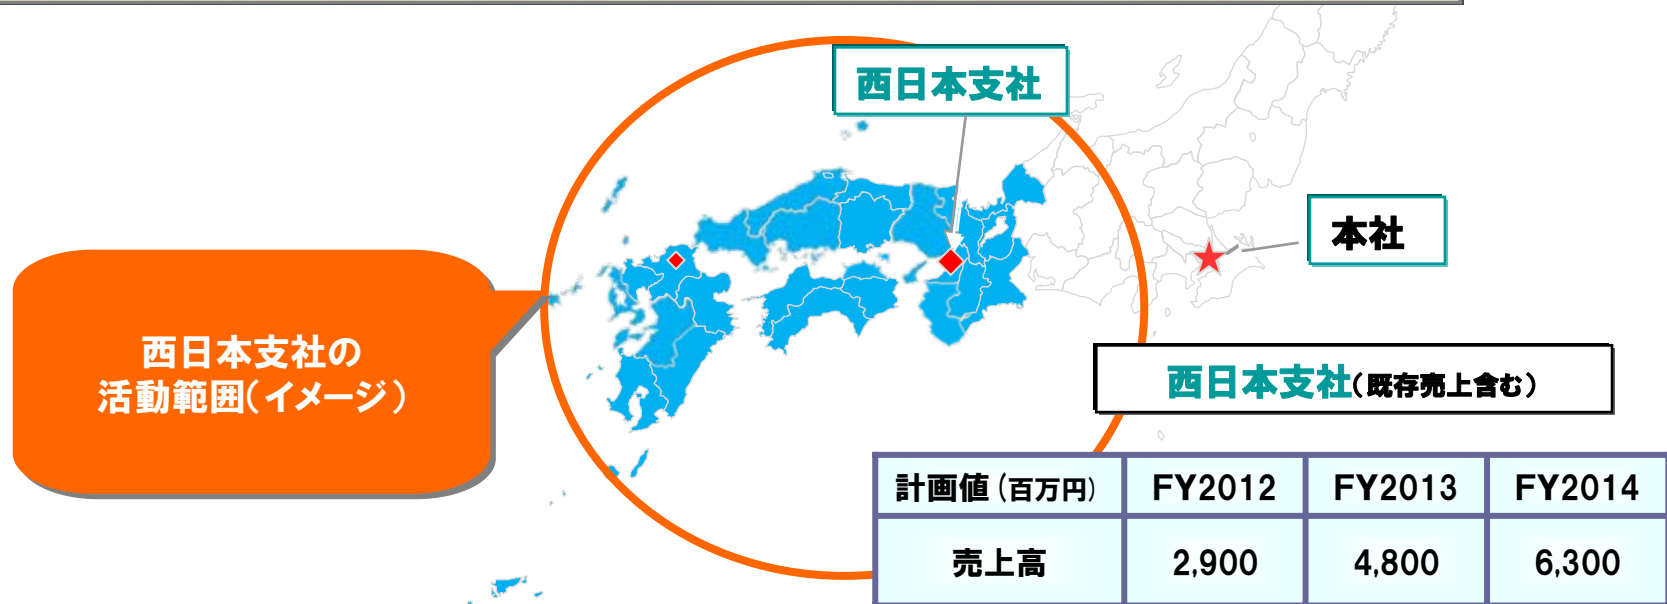 西日本支社
本社
西日本支社の
活動範囲(イメージ)
西日本支社(既存売上含む)
計画値(百万円) FY2012 FY2013 FY2014
売上高 2,900 4,800 6,300